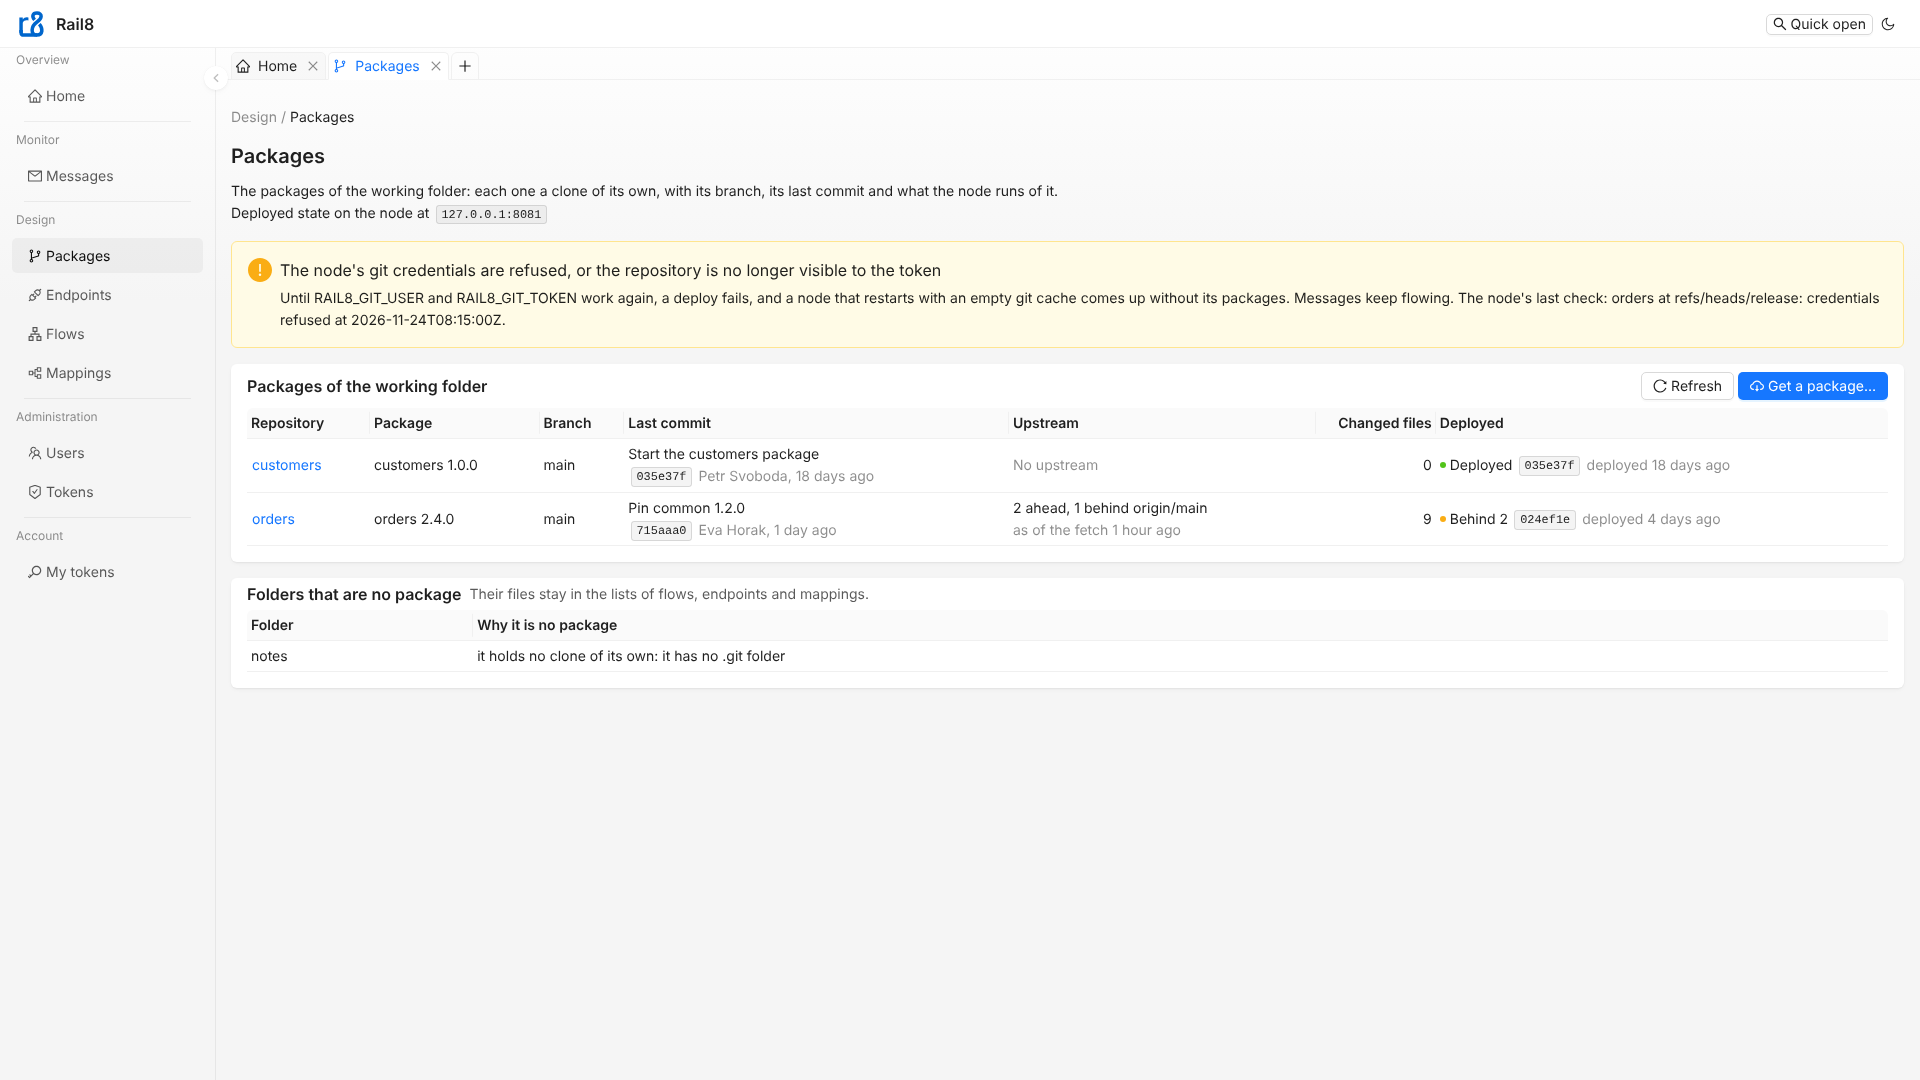 Rail8
Quick open
Overview
Home
Monitor
Messages
Design
Packages
Endpoints
Flows
Mappings
Administration
Users
Tokens
Account
My tokens
Home
Packages
Design / Packages
Packages
The packages of the working folder: each one a clone of its own, with its branch, its last commit and what the node runs of it.
Deployed state on the node at 127.0.0.1:8081
The node's git credentials are refused, or the repository is no longer visible to the token
Until RAIL8_GIT_USER and RAIL8_GIT_TOKEN work again, a deploy fails, and a node that restarts with an empty git cache comes up without its packages. Messages keep flowing. The node's last check: orders at refs/heads/release: credentials
refused at 2026-11-24T08:15:00Z.
Packages of the working folder
Refresh
Get a package...
Repository Package Branch Last commit Upstream Changed files Deployed
customers customers 1.0.0 main Start the customers package No upstream 0 Deployed 035e37f deployed 18 days ago
035e37f Petr Svoboda, 18 days ago
orders orders 2.4.0 main Pin common 1.2.0 2 ahead, 1 behind origin/main 9 Behind 2 024ef1e deployed 4 days ago
715aaa0 Eva Horak, 1 day ago as of the fetch 1 hour ago
Folders that are no package Their files stay in the lists of flows, endpoints and mappings.
Folder Why it is no package
notes it holds no clone of its own: it has no .git folder